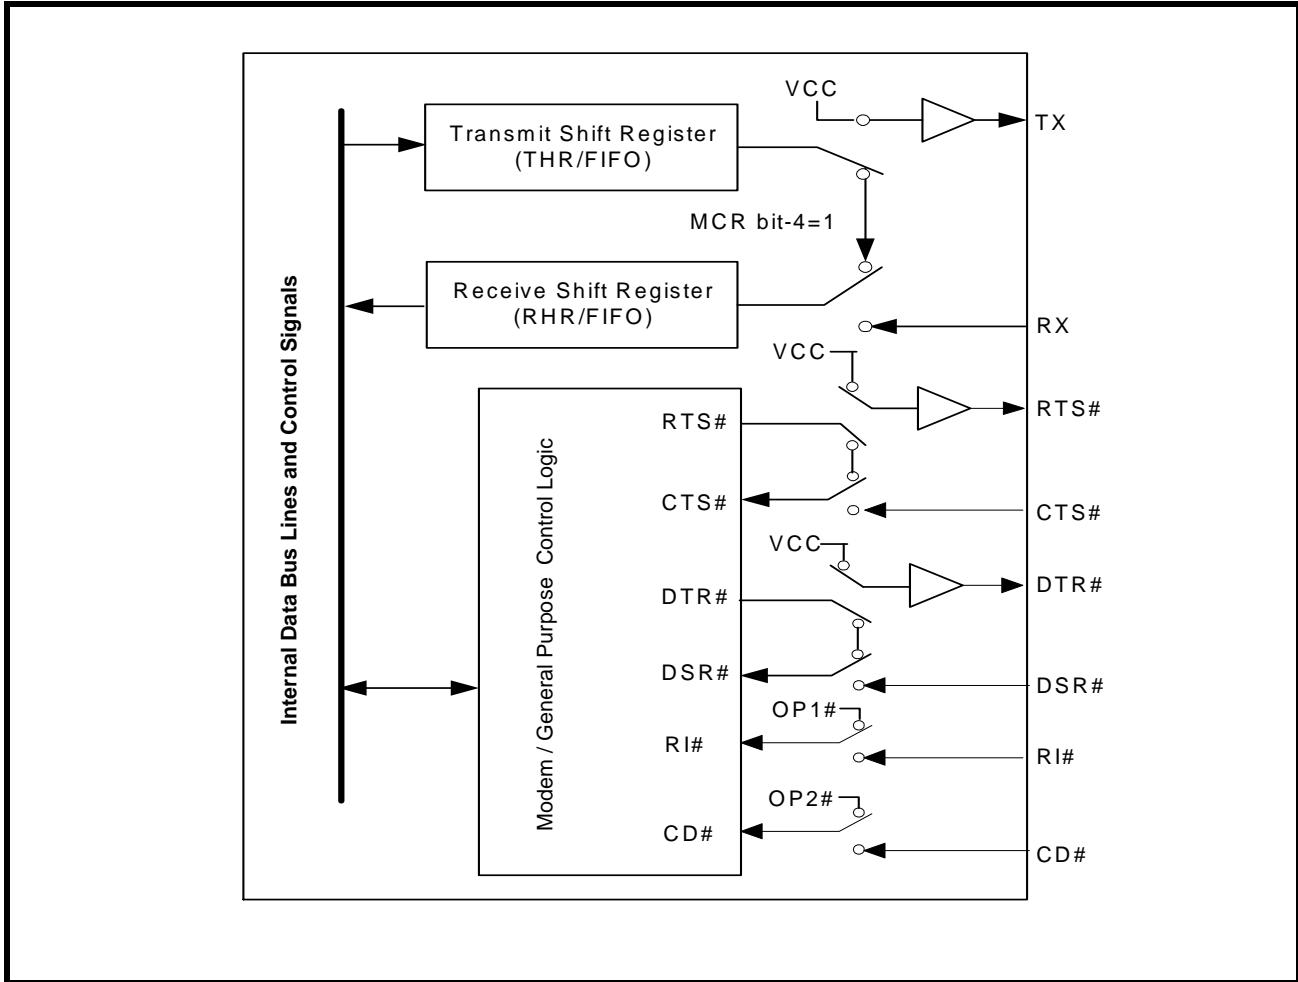 VCC
TX
Transmit Shift Register
(THR/FIFO)
MCR bit-4=1
Receive Shift Register
(RHR/FIFO)
RX
VCC
RTS#
RTS#
CTS#
CTS#
VCC
DTR#
DTR#
DSR#
DSR#
OP1#
RI#
RI#
OP2#
CD#
CD#
Modem / General Purpose Control Logic
Internal Data Bus Lines and Control Signals